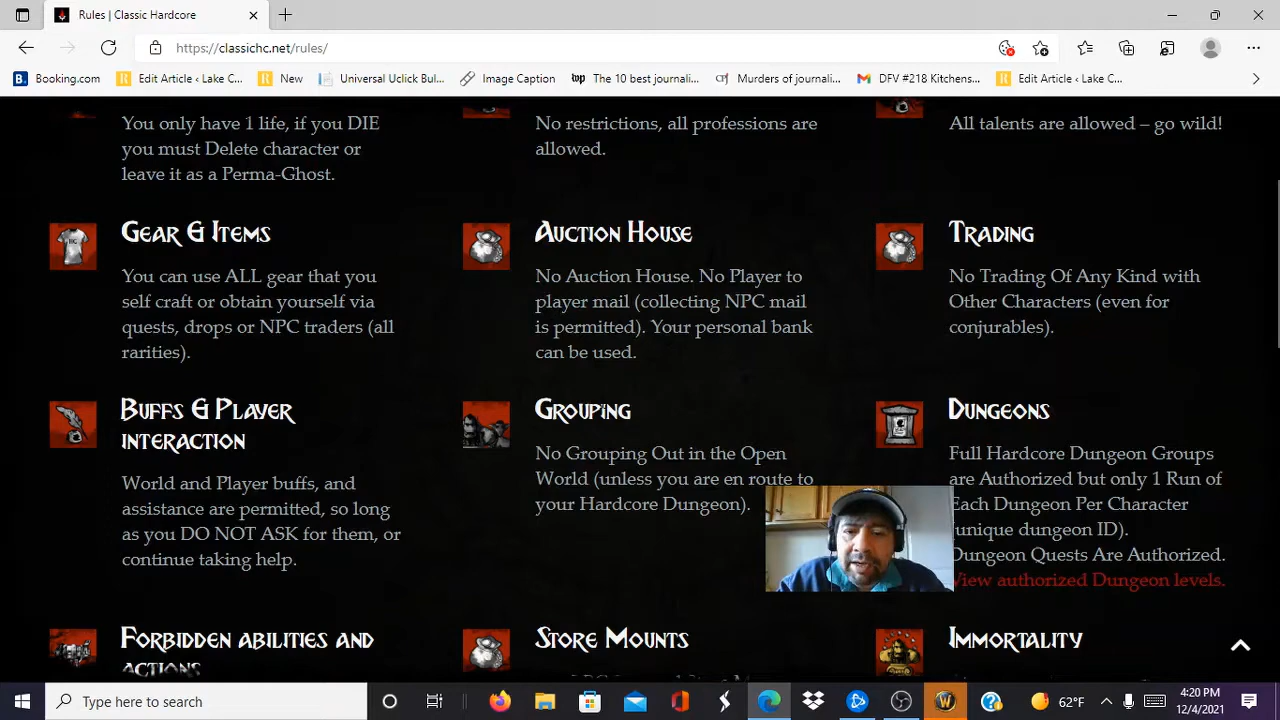 Rules | Classic Hardcore
https://classichc.net/rules/
Booking.com
Edit Article ‹ Lake C...
New
Universal Uclick Bul...
Image Caption
The 10 best journali...
Murders of journali...
DFV #218 Kitchens...
Edit Article ‹ Lake C...
You only have 1 life, if you DIE
you must Delete character or
leave it as a Perma-Ghost.
No restrictions, all professions are
allowed.
All talents are allowed – go wild!
Gear & Items
You can use ALL gear that you
self craft or obtain yourself via
quests, drops or NPC traders (all
rarities).
Auction House
No Auction House. No Player to
player mail (collecting NPC mail
is permitted). Your personal bank
can be used.
Trading
No Trading Of Any Kind with
Other Characters (even for
conjurables).
Buffs & Player
interaction
World and Player buffs, and
assistance are permitted, so long
as you DO NOT ASK for them, or
continue taking help.
Grouping
No Grouping Out in the Open
World (unless you are en route to
your Hardcore Dungeon).
Dungeons
Full Hardcore Dungeon Groups
are Authorized but only 1 Run of
Each Dungeon Per Character
(unique dungeon ID).
Dungeon Quests Are Authorized.
View authorized Dungeon levels.
Forbidden abilities and
actions
Store Mounts
Immortality
Type here to search
62°F
4:20 PM
12/4/2021